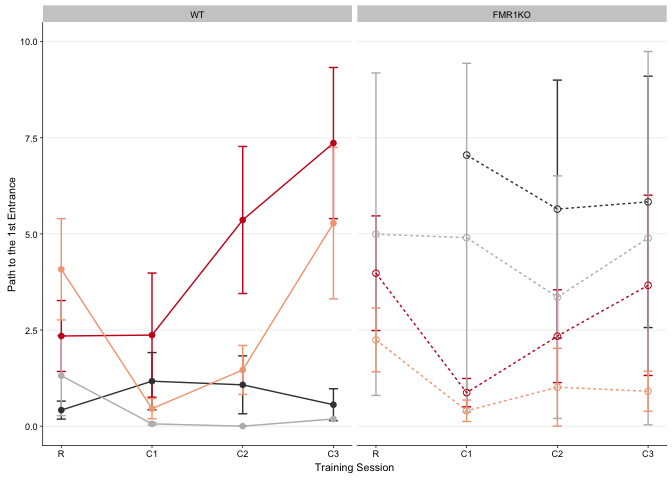 WT FMR1KO
Path to the 1st Entrance
10.0
7.5
5.0
2.5
0.0
R C1 C2 C3 R C1 C2 C3
Training Session